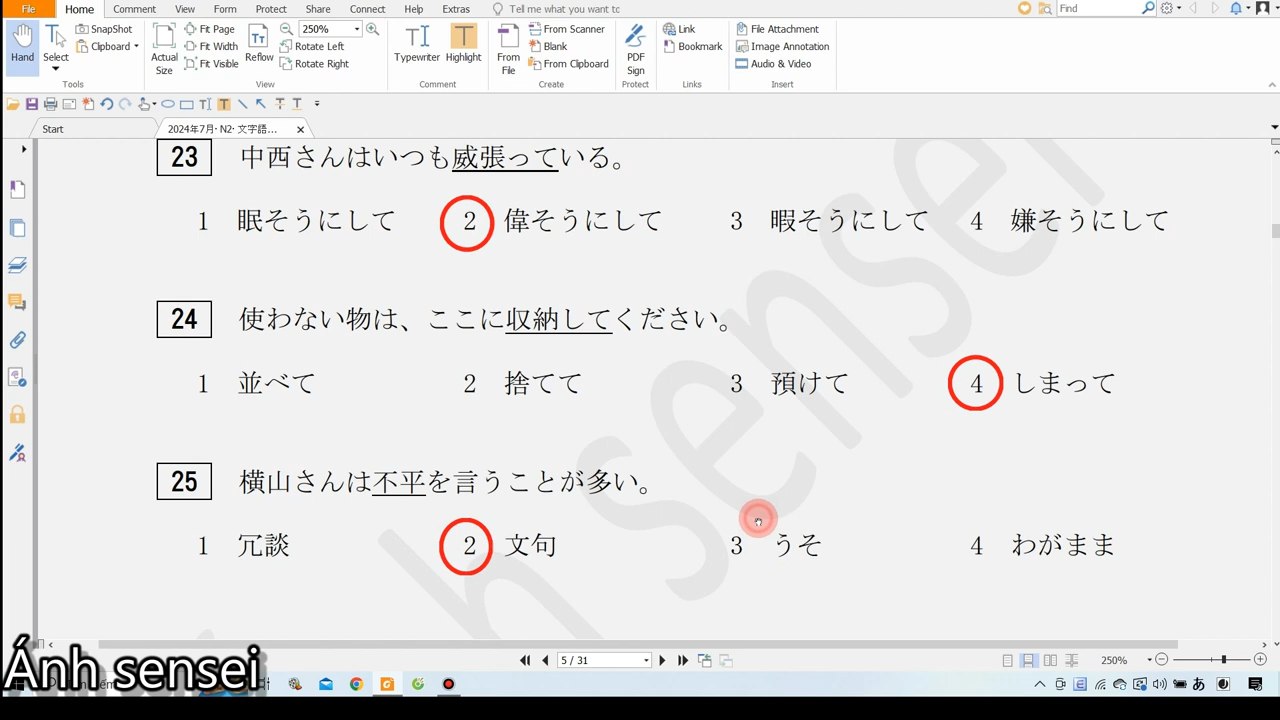 File Home Comment View Form Protect Connect Help Extras Tell me what you want tc Find
SnapShot Fit Page 250% From Scanner Link File Attachment
Clipboard Fit Width Rotate Left Blank Bookmark Image Annotation
Hand Select Actual Size Fit Visible Reflow Rotate Right Typewriter Highlight From File From Clipboard PDF Sign Audio & Video
Tools View Comment Create Protect Links Insert
Start 2024年7月· N2· 文字語...
23 中西さんはいつも威張っている。
1 眠そうにして 2 偉そうにして 3 暇そうにして 4 嫌そうにして
24 使わない物は、ここに収納してください。
1 並べて 2 捨てて 3 預けて 4 しまって
25 横山さんは不平を言うことが多い。
1 冗談 2 文句 3 うそ 4 わがまま
h sensei
5 / 31 250%
Ánh sensei
あ